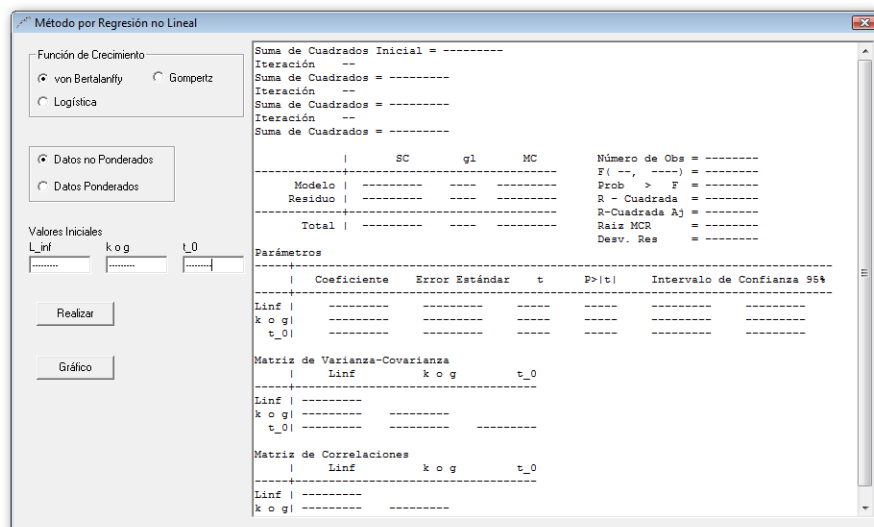 Método por Regresión no Lineal
Función de Crecimiento
von Bertalanffy Gompertz
Logística
Datos no Ponderados
Datos Ponderados
Valores Iniciales
L_inf k o g t_0
--------- --------- ---------
Realizar
Gráfico
Suma de Cuadrados Inicial = ---------
Iteración --
Suma de Cuadrados = ---------
Iteración --
Suma de Cuadrados = ---------
Iteración --
Suma de Cuadrados = ---------
| SC gl MC Número de Obs = --------
-------------+------------------------------- F( --, ----) = --------
Modelo | --------- ---- --------- Prob > F = --------
Residuo | --------- ---- --------- R - Cuadrada = --------
-------------+------------------------------- R-Cuadrada Aj = --------
Total | --------- ---- --------- Raiz MCR = --------
Desv. Res = --------
Parámetros
-----+--------------------------------------------------------------------------------
| Coeficiente Error Estándar t P>|t| Intervalo de Confianza 95%
-----+--------------------------------------------------------------------------------
Linf | --------- --------- ----- ----- --------- ---------
k o g| --------- --------- ----- ----- --------- ---------
t_0| --------- --------- ----- ----- --------- ---------
Matriz de Varianza-Covarianza
| Linf k o g t_0
-----+------------------------------------
Linf | ---------
k o g| --------- ---------
t_0| --------- --------- ---------
Matriz de Correlaciones
| Linf k o g t_0
-----+------------------------------------
Linf | ---------
k o g| --------- ---------